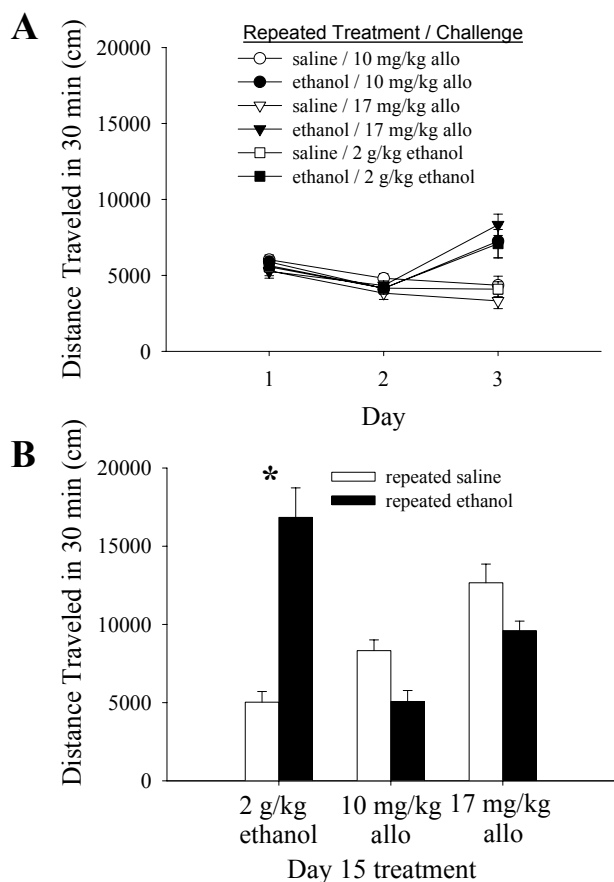 A
Repeated Treatment / Challenge
saline / 10 mg/kg allo
ethanol / 10 mg/kg allo
saline / 17 mg/kg allo
ethanol / 17 mg/kg allo
saline / 2 g/kg ethanol
ethanol / 2 g/kg ethanol
Distance Traveled in 30 min (cm)
20000
15000
10000
5000
0
1 2 3
Day
B
*
repeated saline
repeated ethanol
Distance Traveled in 30 min (cm)
20000
15000
10000
5000
0
2 g/kg 10 mg/kg 17 mg/kg
ethanol allo allo
Day 15 treatment